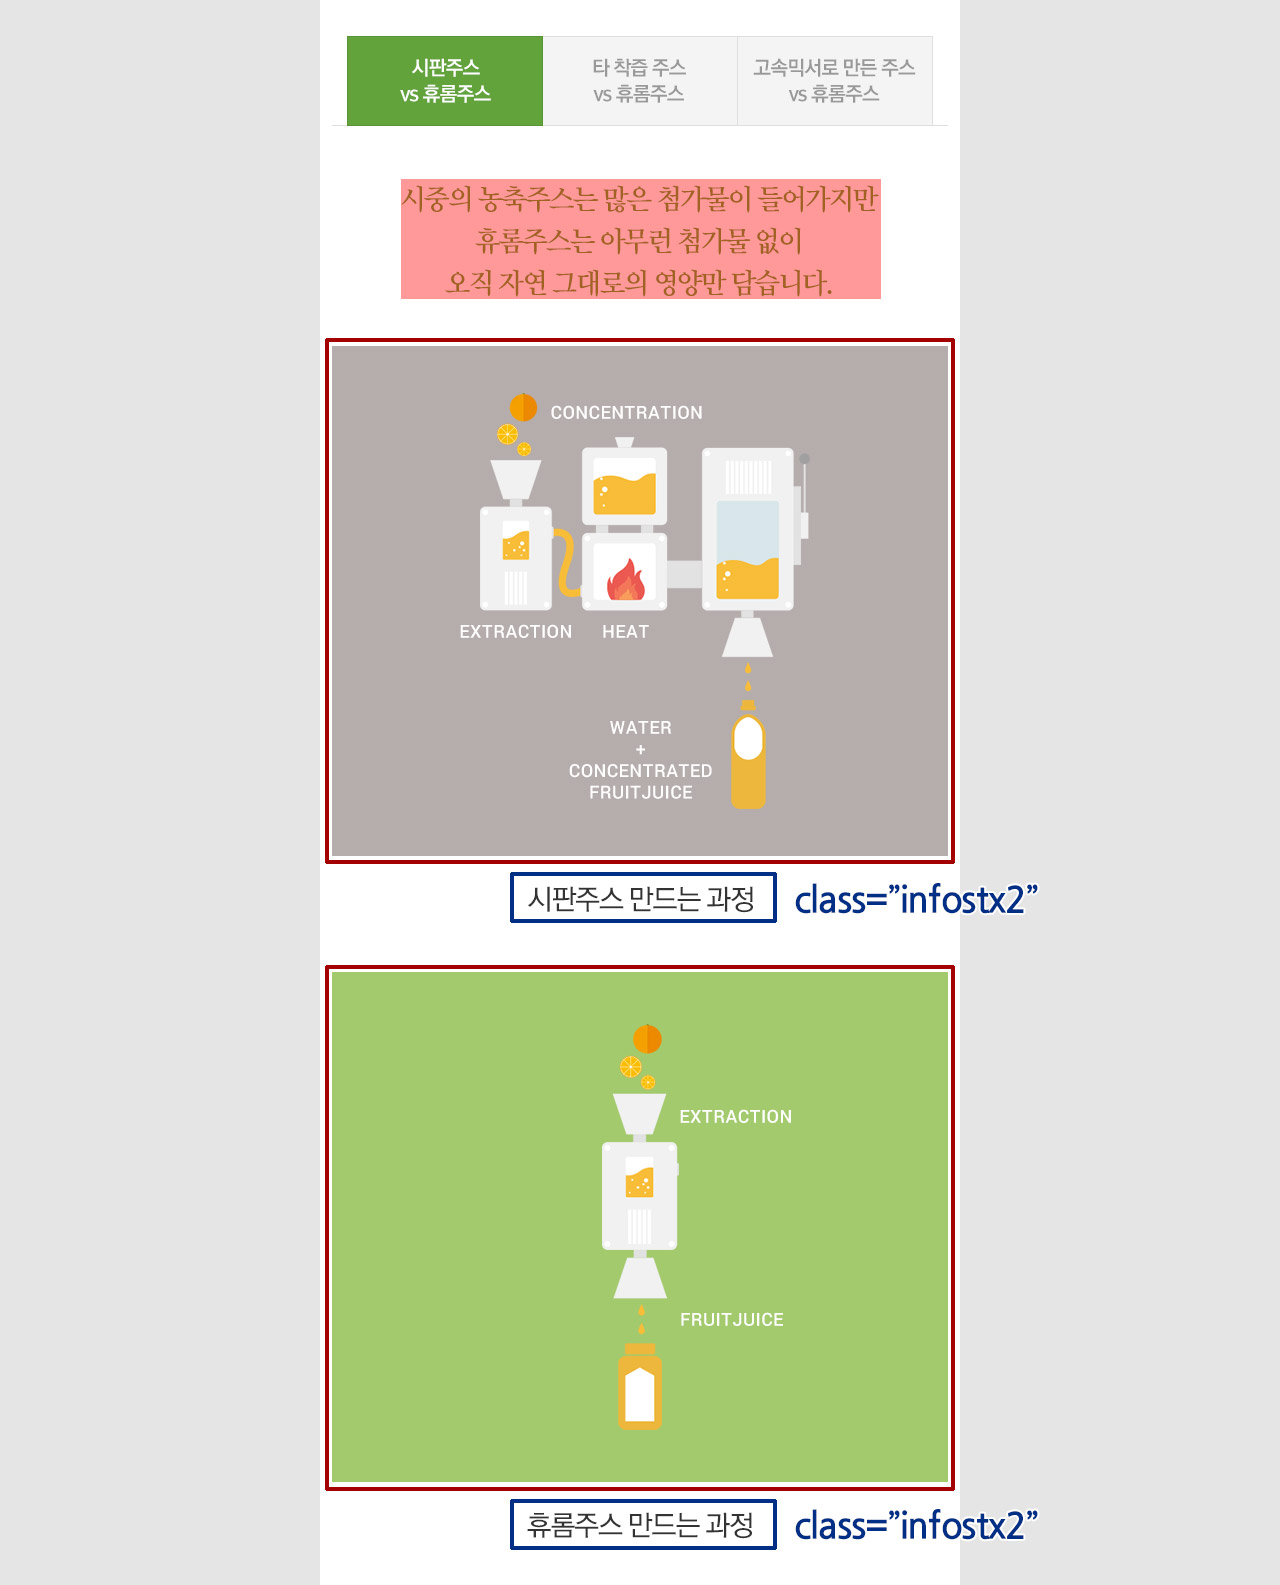 시판주스
vs 휴롬주스
타 착즙 주스
vs 휴롬주스
고속믹서로 만든 주스
vs 휴롬주스
시중의 농축주스는 많은 첨가물이 들어가지만
휴롬주스는 아무런 첨가물 없이
오직 자연 그대로의 영양만 담습니다.
CONCENTRATION
EXTRACTION
HEAT
WATER
+
CONCENTRATED
FRUITJUICE
시판주스 만드는 과정
class=”infostx2”
EXTRACTION
FRUITJUICE
휴롬주스 만드는 과정
class=”infostx2”